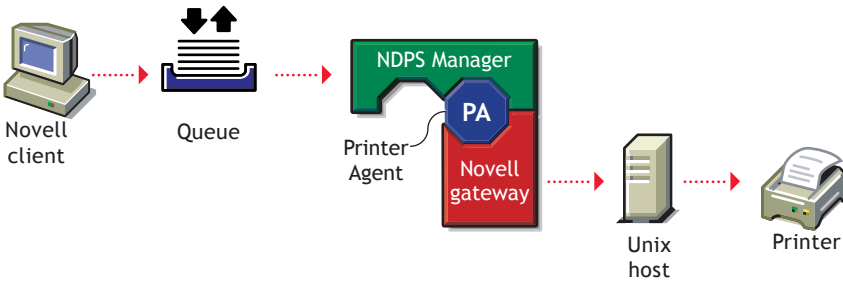 Novell
client
Queue
NDPS Manager
PA
Printer
Agent
Novell
gateway
Unix
host
Printer